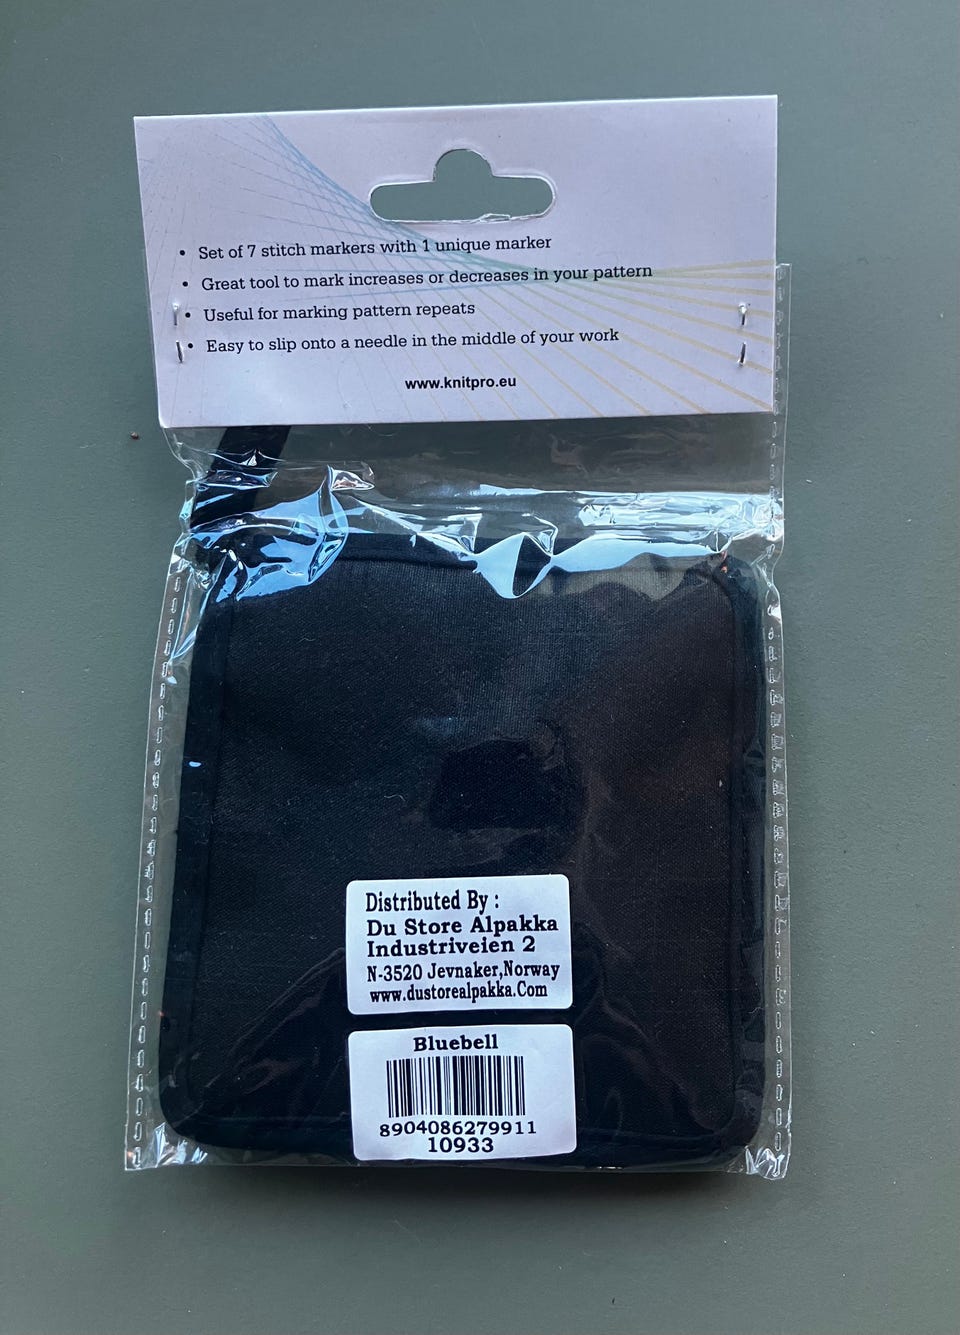 • Set of 7 stitch markers with 1 unique marker
• Great tool to mark increases or decreases in your pattern
• Useful for marking pattern repeats
• Easy to slip onto a needle in the middle of your work
www.knitpro.eu
Distributed By :
Du Store Alpakka
Industriveien 2
N-3520 Jevnaker,Norway
www.dustorealpakka.Com
Bluebell
8904086279911
10933